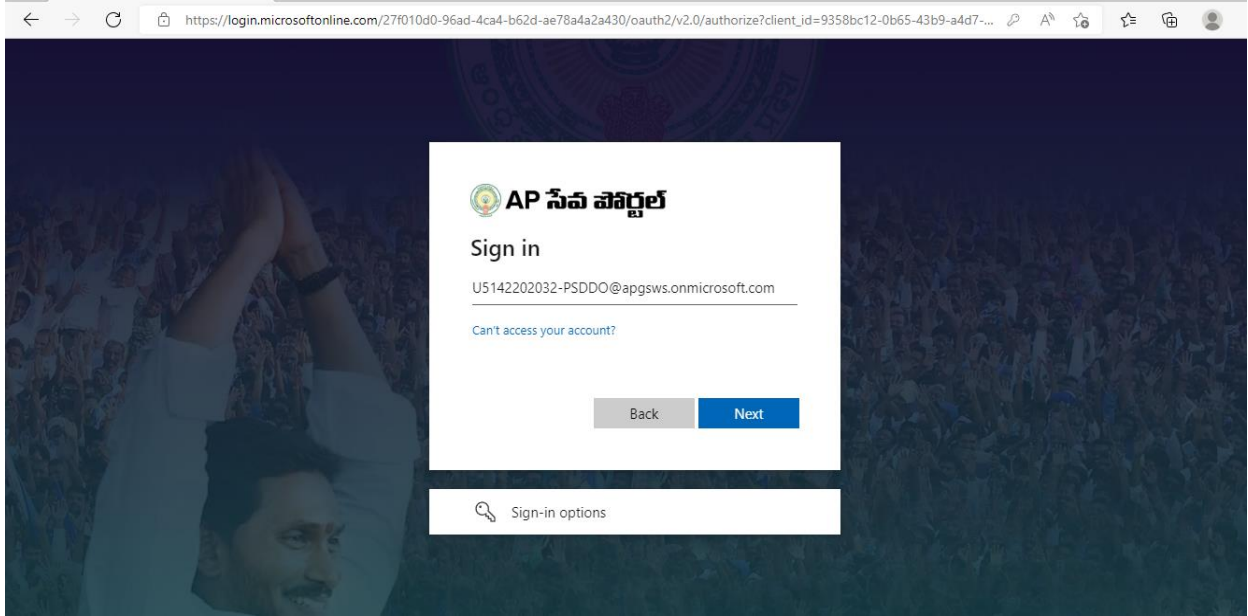 https://login.microsoftonline.com/27f010d0-96ad-4ca4-b62d-ae78a4a2a430/oauth2/v2.0/authorize?client_id=9358bc12-0b65-43b9-a4d7-...
AP సేవ పోర్టల్
Sign in
U5142202032-PSDDO@apgsws.onmicrosoft.com
Can't access your account?
Back Next
Sign-in options